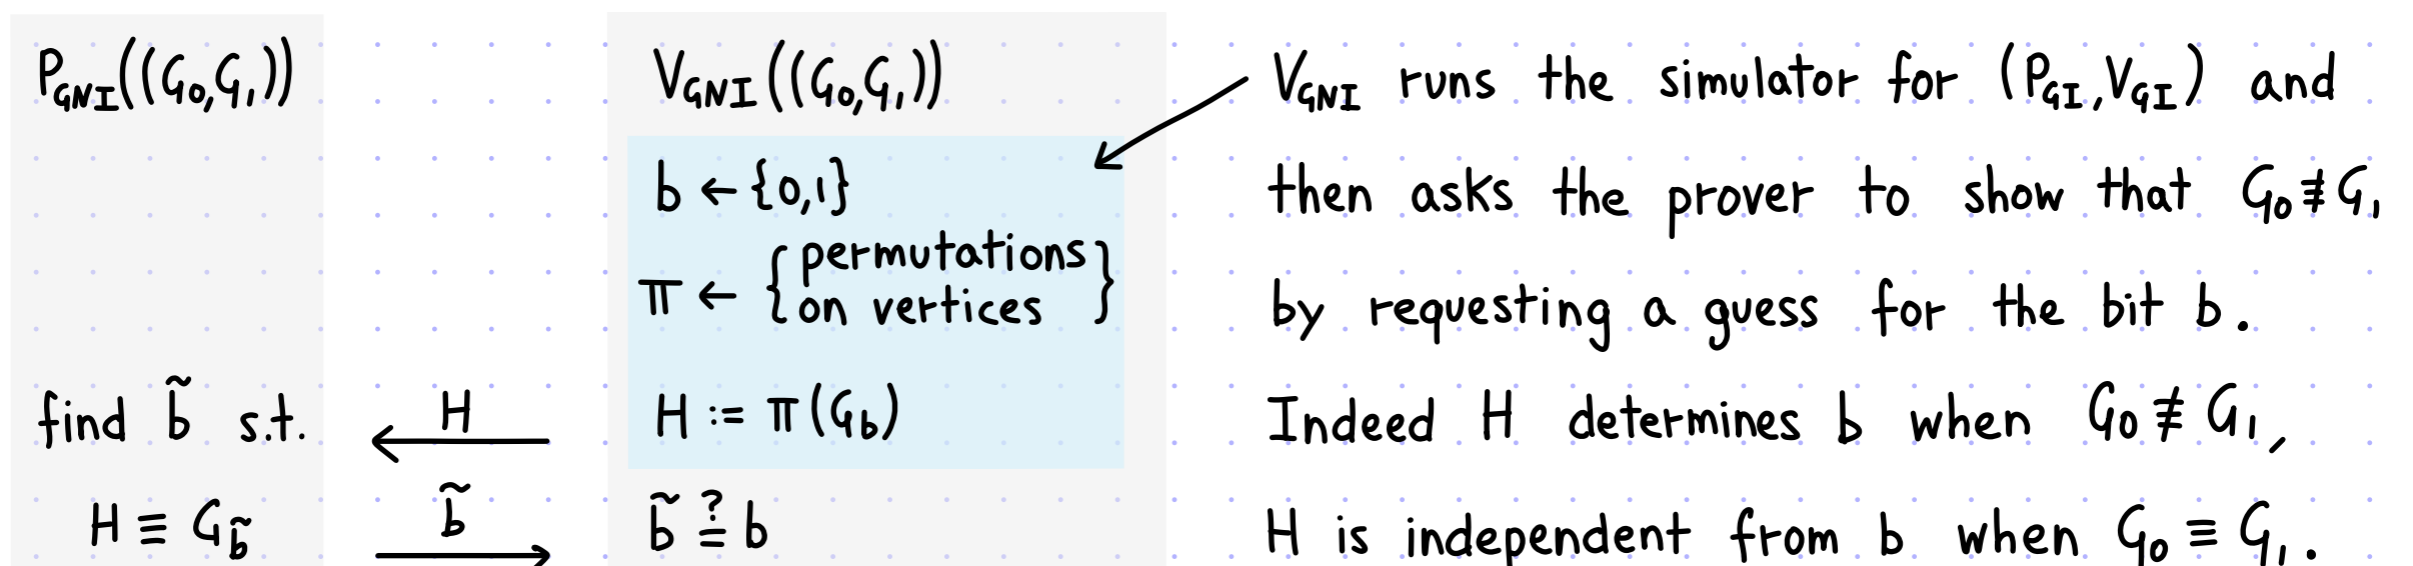 P_GNI((G₀,G₁))
V_GNI((G₀,G₁))
b ← {0,1}
π ← { permutations
on vertices }
H := π(G_b)
b̃ ≟ b
find b̃ s.t.
H ≡ G_b̃
H
b̃
V_GNI runs the simulator for (P_GI,V_GI) and
then asks the prover to show that G₀≢G₁
by requesting a guess for the bit b.
Indeed H determines b when G₀ ≢ G₁,
H is independent from b when G₀ ≡ G₁.